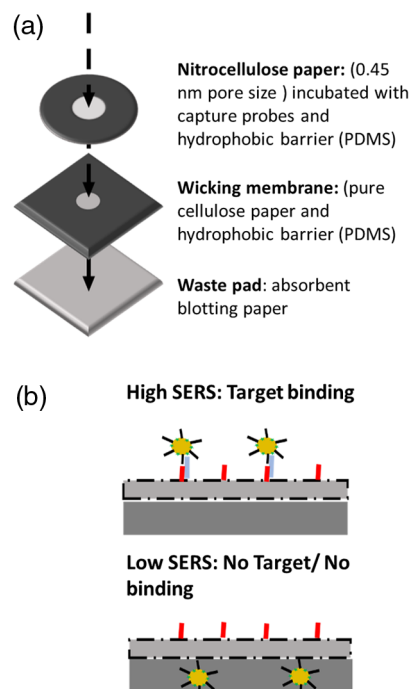 (a)
Nitrocellulose paper: (0.45
nm pore size ) incubated with
capture probes and
hydrophobic barrier (PDMS)
Wicking membrane: (pure
cellulose paper and
hydrophobic barrier (PDMS)
Waste pad: absorbent
blotting paper
(b)
High SERS: Target binding
Low SERS: No Target/ No
binding